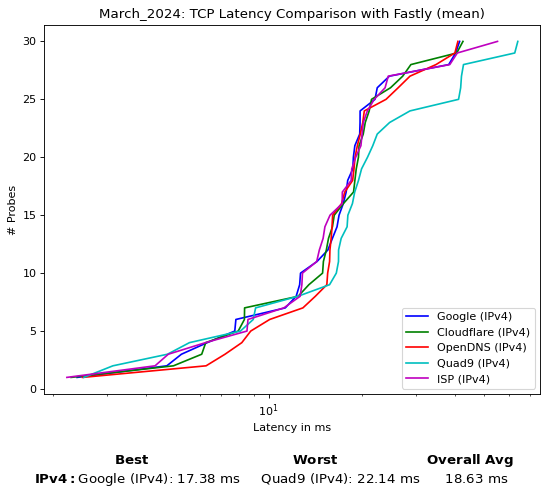 March_2024: TCP Latency Comparison with Fastly (mean)
30
25
20
15
10
5
0
# Probes
Google (IPv4)
Cloudflare (IPv4)
OpenDNS (IPv4)
Quad9 (IPv4)
ISP (IPv4)
10¹
Latency in ms
Best Worst Overall Avg
IPv4: Google (IPv4): 17.38 ms Quad9 (IPv4): 22.14 ms 18.63 ms